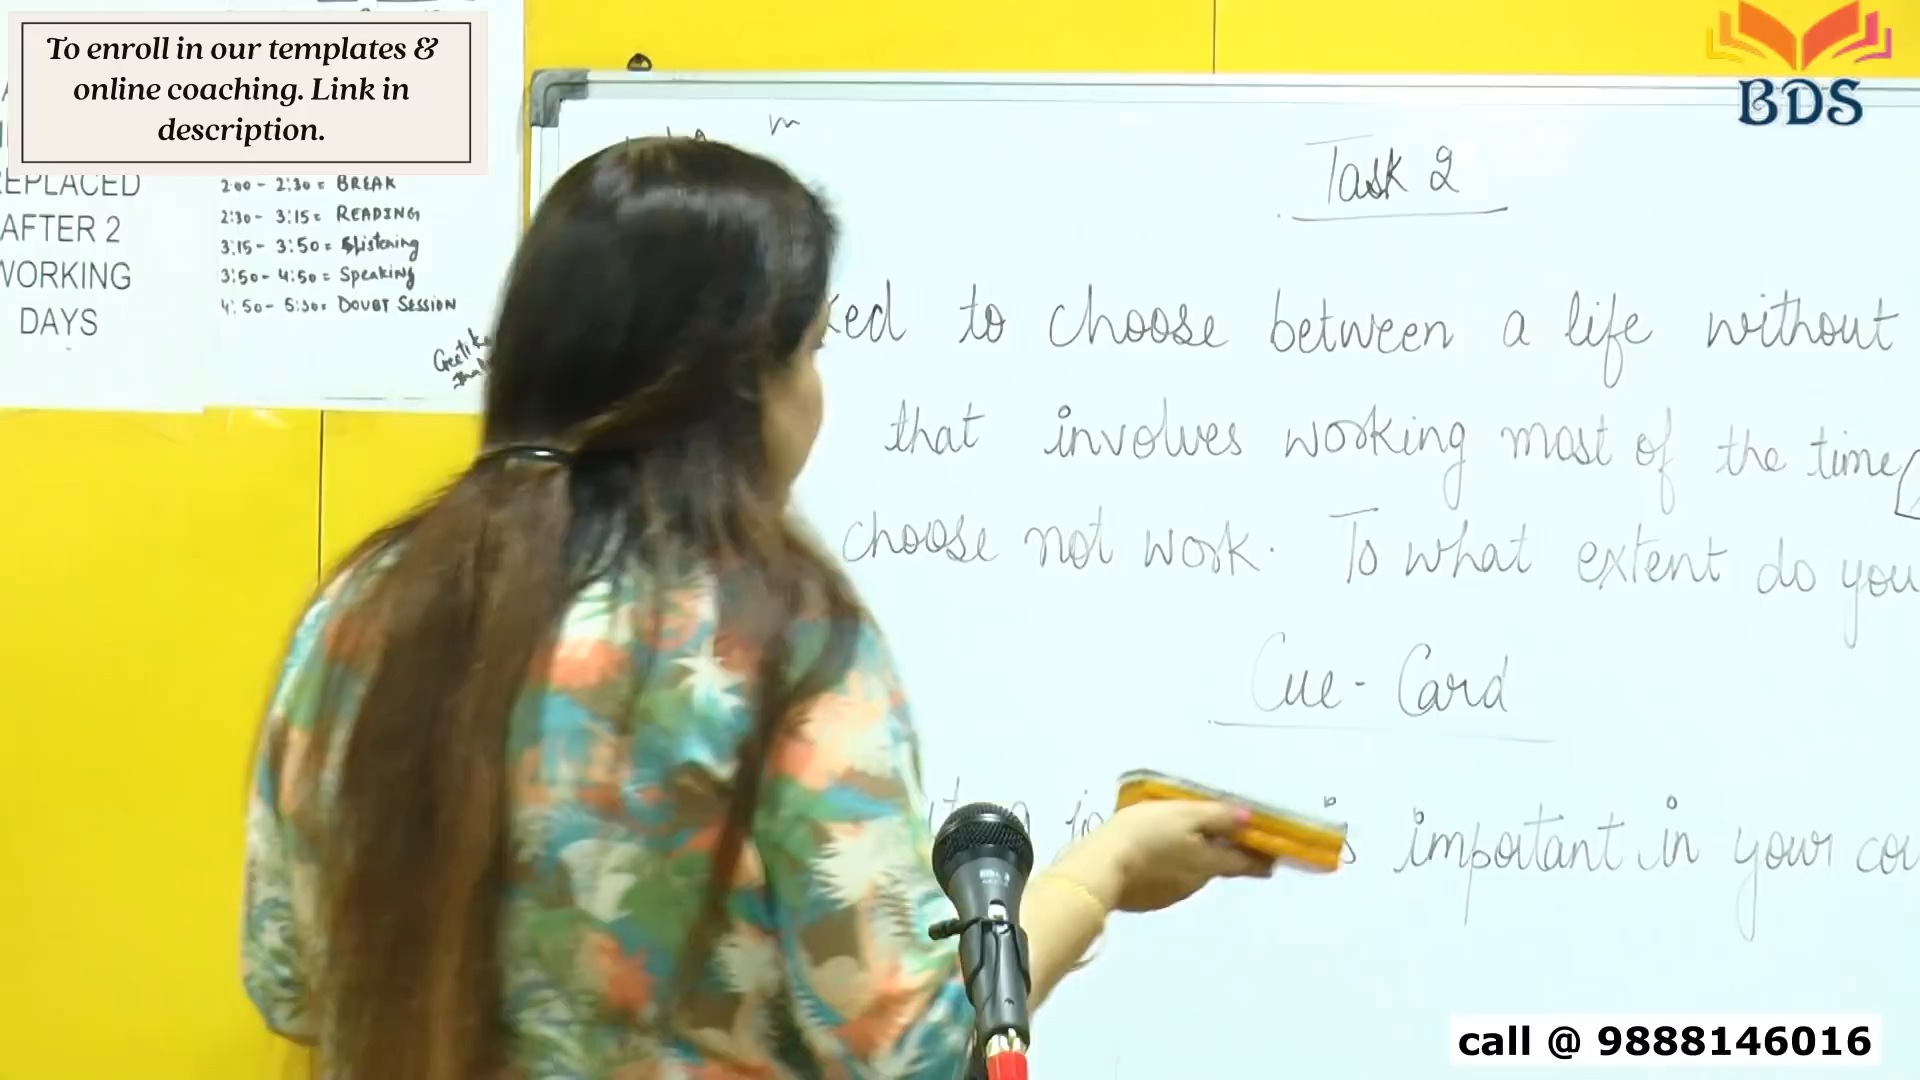 To enroll in our templates &
online coaching. Link in
description.
BDS
EPLACED
AFTER 2
WORKING
DAYS
2:00 - 2:30 = BREAK
2:30 - 3:15 = READING
3:15 - 3:50 = Listening
3:50 - 4:50 = Speaking
4:50 - 5:30 = DOUBT SESSION
Task 2
ked to choose between a life without
that involves working most of the time
choose not work. To what extent do you
Cue - Card
important in your cou
call @ 9888146016